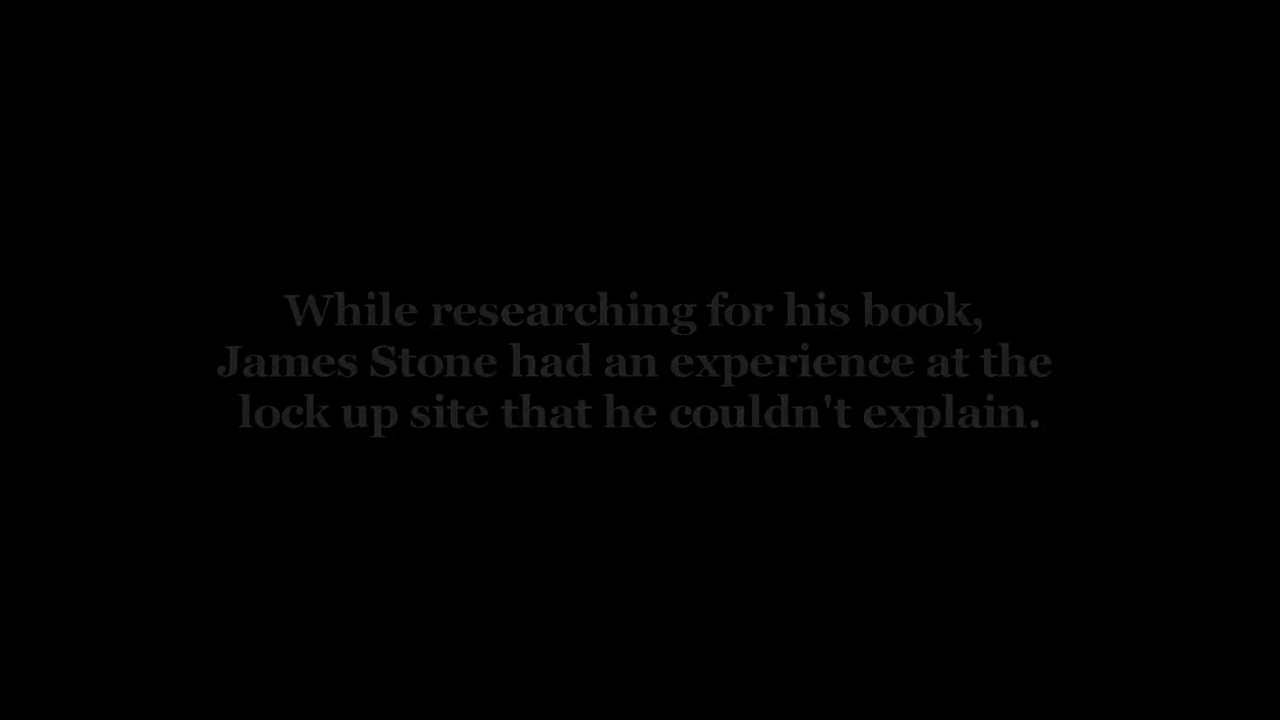 While researching for his book,
James Stone had an experience at the
lock up site that he couldn't explain.